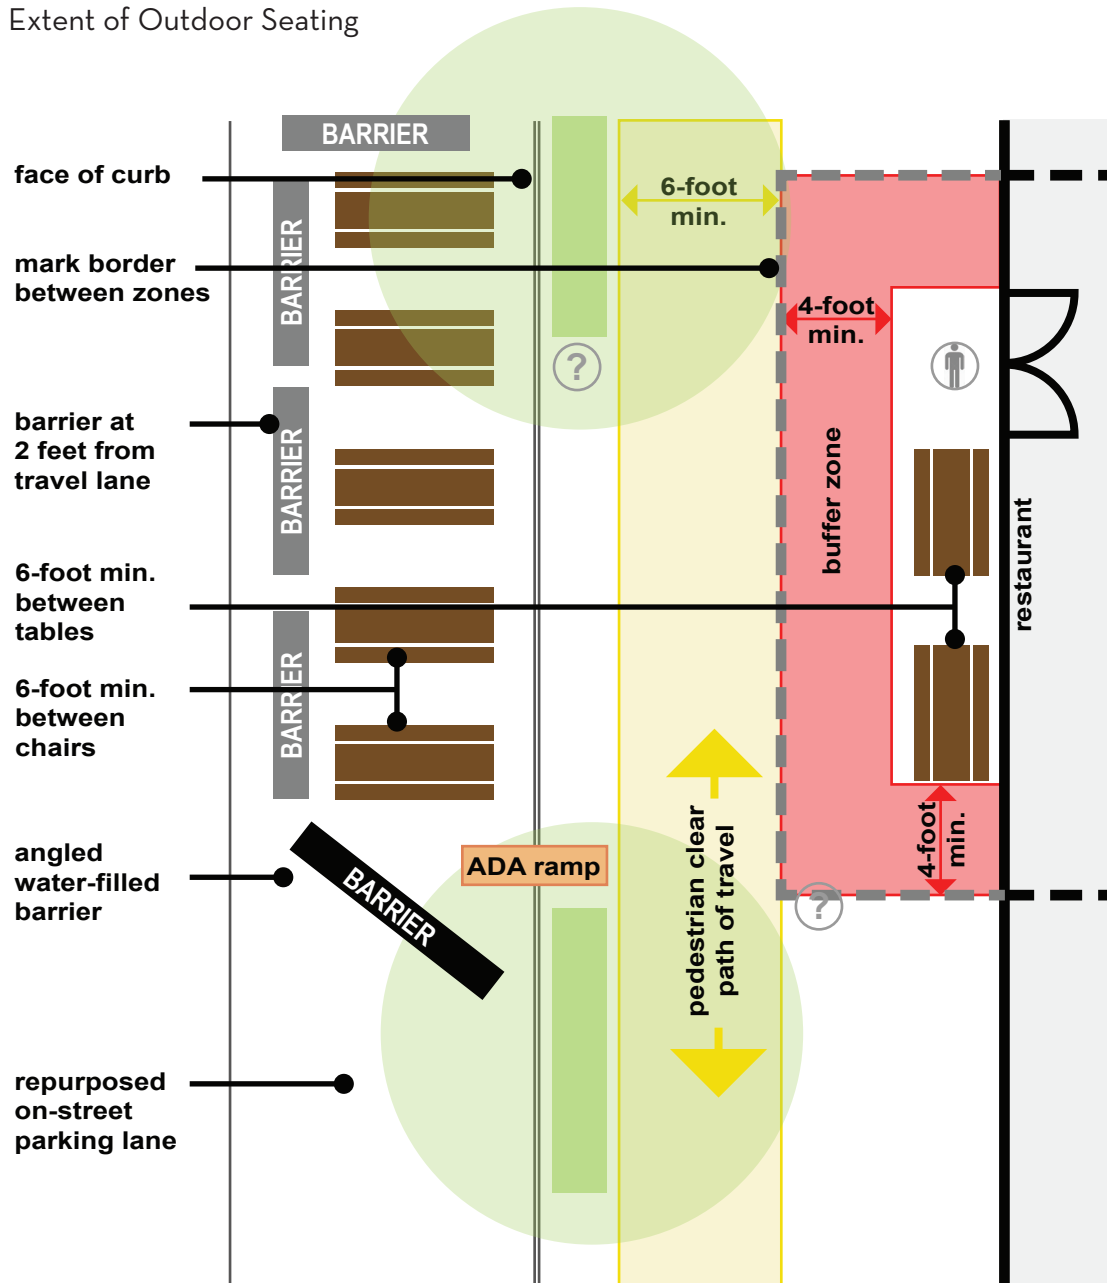 Extent of Outdoor Seating
BARRIER
face of curb
6-foot
min.
mark border
between zones
BARRIER
4-foot
min.
?
barrier at
2 feet from
travel lane
BARRIER
buffer zone
restaurant
6-foot min.
between
tables
6-foot min.
between
chairs
BARRIER
pedestrian clear
path of travel
4-foot
min.
angled
water-filled
barrier
BARRIER
ADA ramp
?
repurposed
on-street
parking lane